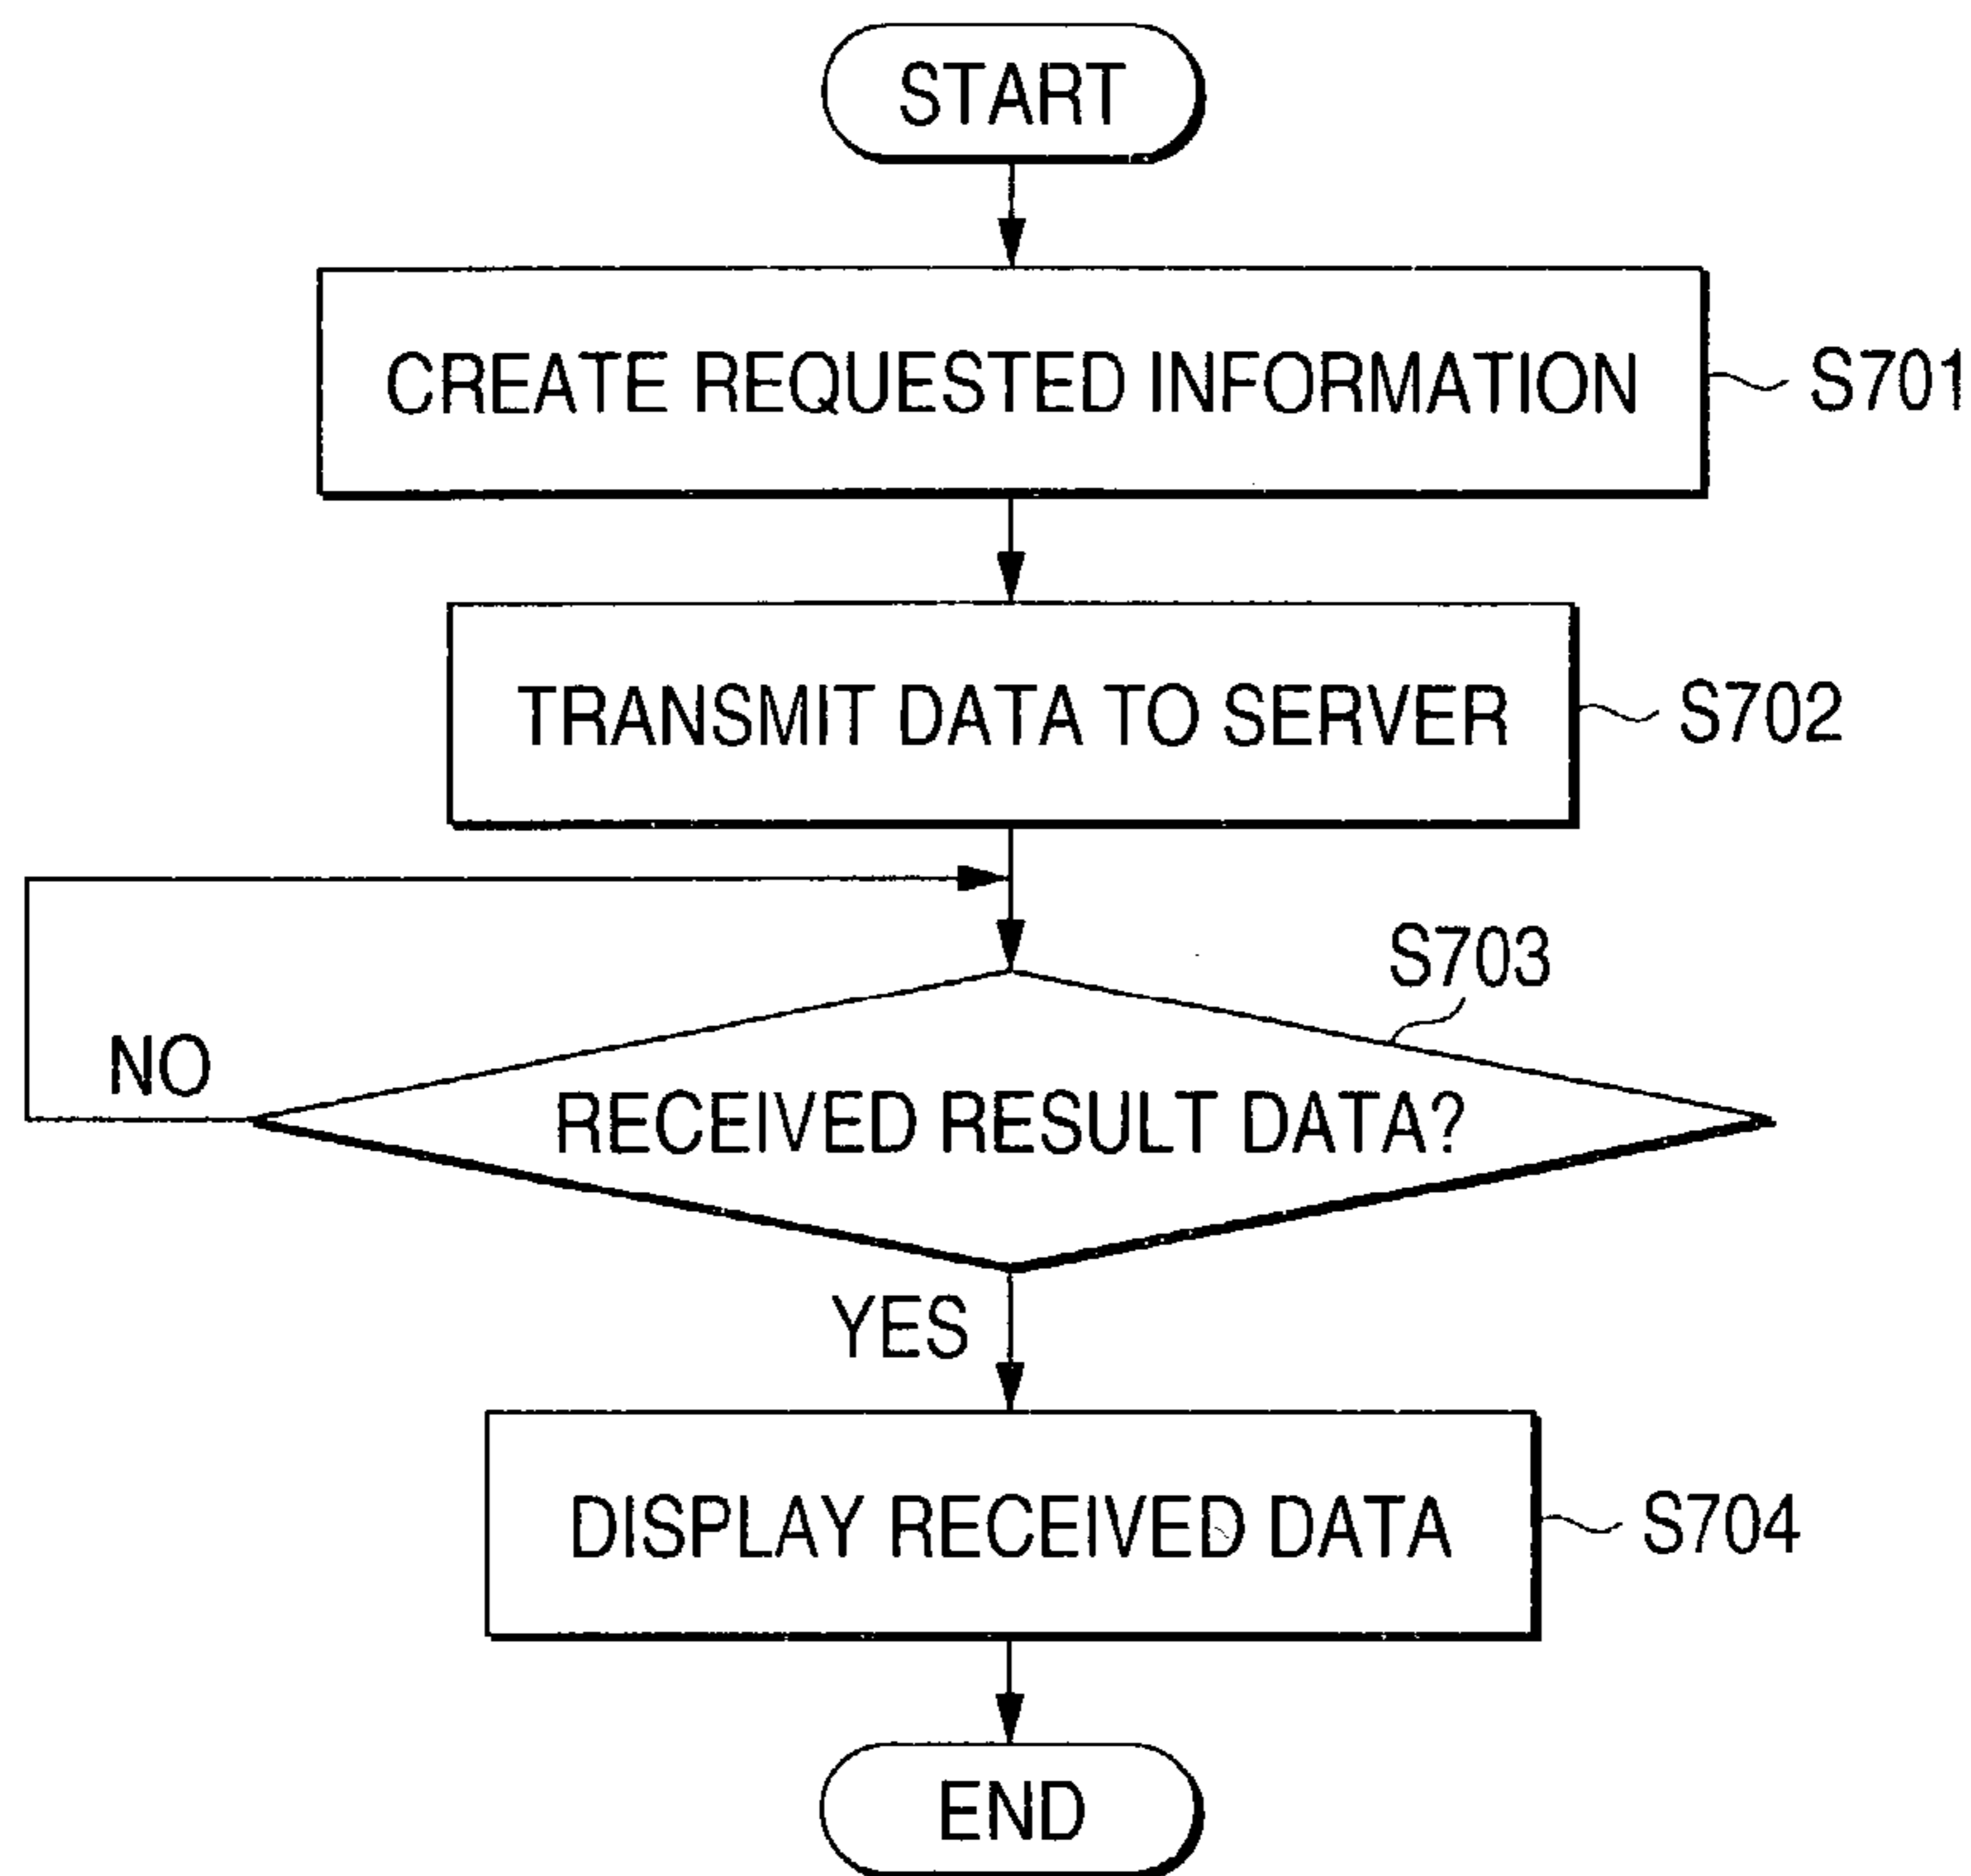 START
CREATE REQUESTED INFORMATION
S701
TRANSMIT DATA TO SERVER
S702
S703
NO
RECEIVED RESULT DATA?
YES
DISPLAY RECEIVED DATA
S704
END